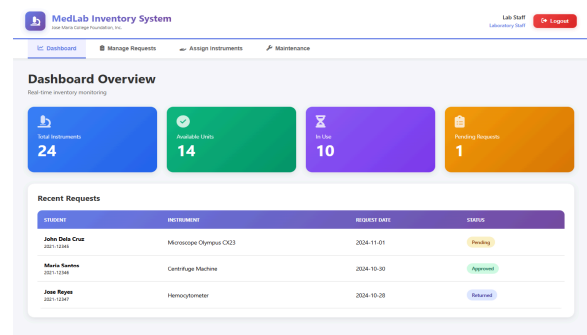 MedLab Inventory System
Jose Maria College Foundation, Inc.
Lab Staff
Laboratory Staff
Logout
Dashboard
Manage Requests
Assign Instruments
Maintenance
Dashboard Overview
Real-time inventory monitoring
Total Instruments
24
Available Units
14
In Use
10
Pending Requests
1
Recent Requests
STUDENT INSTRUMENT REQUEST DATE STATUS
John Dela Cruz
2021-12345
Microscope Olympus CX23 2024-11-01 Pending
Maria Santos
2021-12346
Centrifuge Machine 2024-10-30 Approved
Jose Reyes
2021-12347
Hemocytometer 2024-10-28 Returned